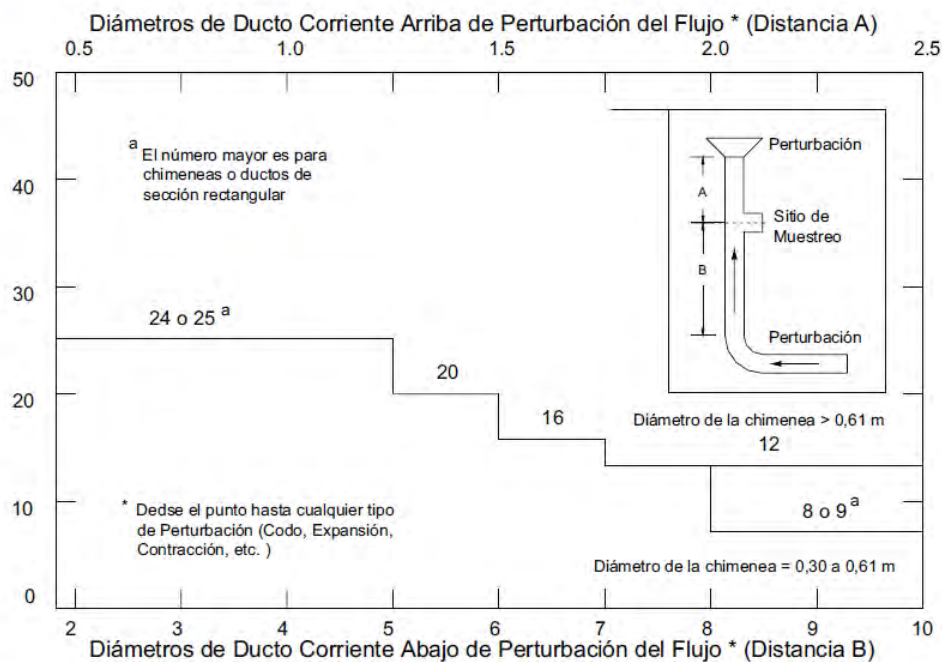 Diámetros de Ducto Corriente Arriba de Perturbación del Flujo * (Distancia A)
0.5 1.0 1.5 2.0 2.5
50
40
30
20
10
0
a El número mayor es para
chimeneas o ductos de
sección rectangular
Perturbación
A
Sitio de
Muestreo
B
Perturbación
24 o 25 a
20
16
Diámetro de la chimenea > 0,61 m
12
8 o 9 a
* Dedse el punto hasta cualquier tipo
de Perturbación (Codo, Expansión,
Contracción, etc. )
Diámetro de la chimenea = 0,30 a 0,61 m
2 3 4 5 6 7 8 9 10
Diámetros de Ducto Corriente Abajo de Perturbación del Flujo * (Distancia B)